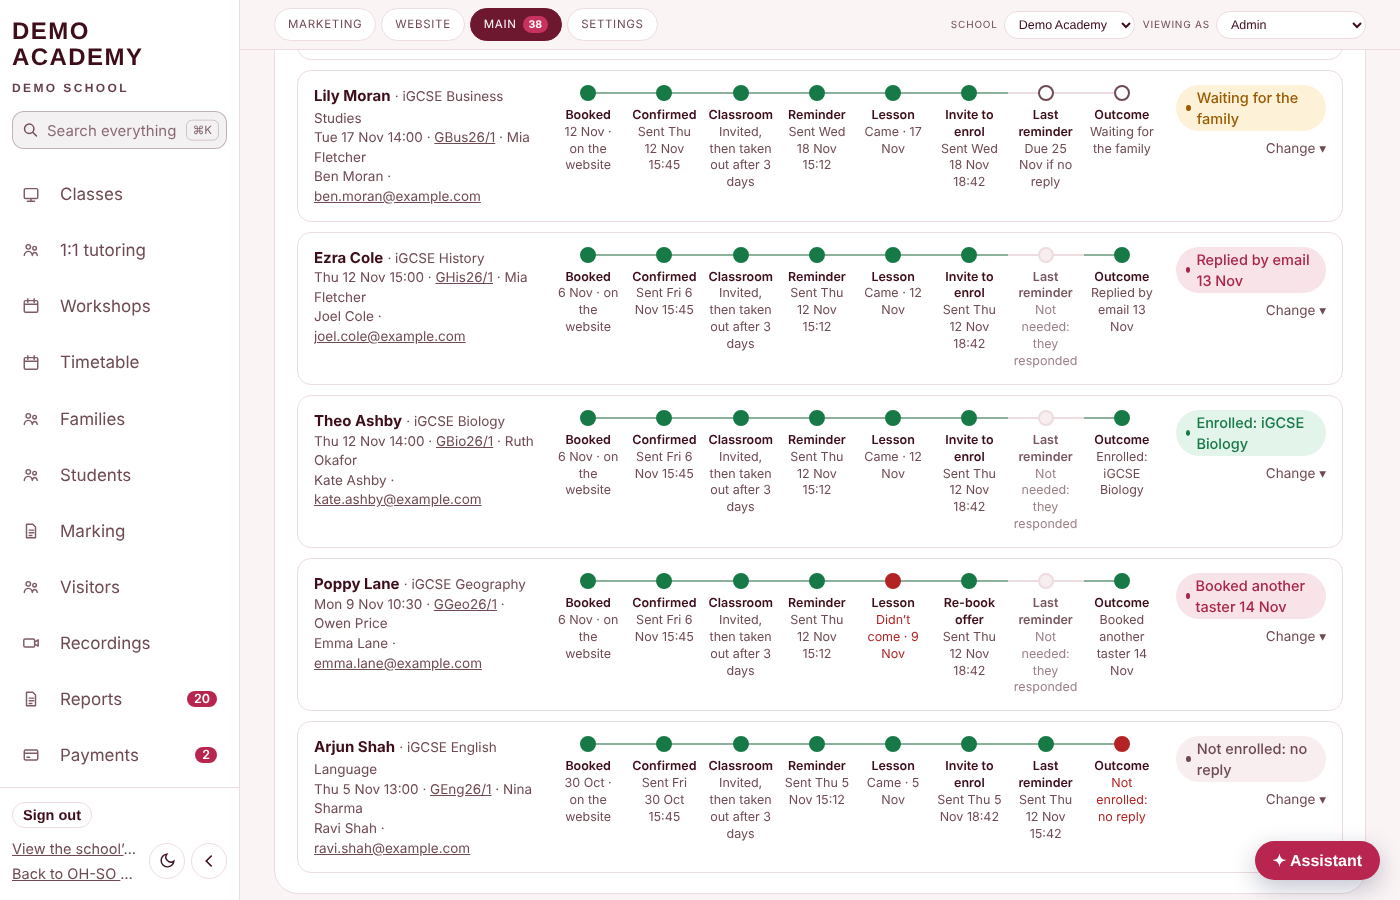 DEMO
ACADEMY
DEMO SCHOOL
Search everything ⌘K
Classes
1:1 tutoring
Workshops
Timetable
Families
Students
Marking
Visitors
Recordings
Reports 20
Payments 2
Sign out
View the school'…
Back to OH-SO …
MARKETING
WEBSITE
MAIN 38
SETTINGS
SCHOOL
Demo Academy
VIEWING AS
Admin
Lily Moran · iGCSE Business
Studies
Tue 17 Nov 14:00 · GBus26/1 · Mia
Fletcher
Ben Moran ·
ben.moran@example.com
Booked
12 Nov ·
on the
website
Confirmed
Sent Thu
12 Nov
15:45
Classroom
Invited,
then taken
out after 3
days
Reminder
Sent Wed
18 Nov
15:12
Lesson
Came · 17
Nov
Invite to
enrol
Sent Wed
18 Nov
18:42
Last
reminder
Due 25
Nov if no
reply
Outcome
Waiting for
the family
Waiting for the
family
Change ▾
Ezra Cole · iGCSE History
Thu 12 Nov 15:00 · GHis26/1 · Mia
Fletcher
Joel Cole ·
joel.cole@example.com
Booked
6 Nov · on
the
website
Confirmed
Sent Fri 6
Nov 15:45
Classroom
Invited,
then taken
out after 3
days
Reminder
Sent Thu
12 Nov
15:12
Lesson
Came · 12
Nov
Invite to
enrol
Sent Thu
12 Nov
18:42
Last
reminder
Not
needed:
they
responded
Outcome
Replied by
email 13
Nov
Replied by email
13 Nov
Change ▾
Theo Ashby · iGCSE Biology
Thu 12 Nov 14:00 · GBio26/1 · Ruth
Okafor
Kate Ashby ·
kate.ashby@example.com
Booked
6 Nov · on
the
website
Confirmed
Sent Fri 6
Nov 15:45
Classroom
Invited,
then taken
out after 3
days
Reminder
Sent Thu
12 Nov
15:12
Lesson
Came · 12
Nov
Invite to
enrol
Sent Thu
12 Nov
18:42
Last
reminder
Not
needed:
they
responded
Outcome
Enrolled:
iGCSE
Biology
Enrolled: iGCSE
Biology
Change ▾
Poppy Lane · iGCSE Geography
Mon 9 Nov 10:30 · GGeo26/1 ·
Owen Price
Emma Lane ·
emma.lane@example.com
Booked
6 Nov · on
the
website
Confirmed
Sent Fri 6
Nov 15:45
Classroom
Invited,
then taken
out after 3
days
Reminder
Sent Thu
12 Nov
15:12
Lesson
Didn't
come · 9
Nov
Re-book
offer
Sent Thu
12 Nov
18:42
Last
reminder
Not
needed:
they
responded
Outcome
Booked
another
taster 14
Nov
Booked another
taster 14 Nov
Change ▾
Arjun Shah · iGCSE English
Language
Thu 5 Nov 13:00 · GEng26/1 · Nina
Sharma
Ravi Shah ·
ravi.shah@example.com
Booked
30 Oct ·
on the
website
Confirmed
Sent Fri
30 Oct
15:45
Classroom
Invited,
then taken
out after 3
days
Reminder
Sent Thu 5
Nov 15:12
Lesson
Came · 5
Nov
Invite to
enrol
Sent Thu 5
Nov 18:42
Last
reminder
Sent Thu
12 Nov
15:42
Outcome
Not
enrolled:
no reply
Not enrolled: no
reply
Change ▾
✦ Assistant